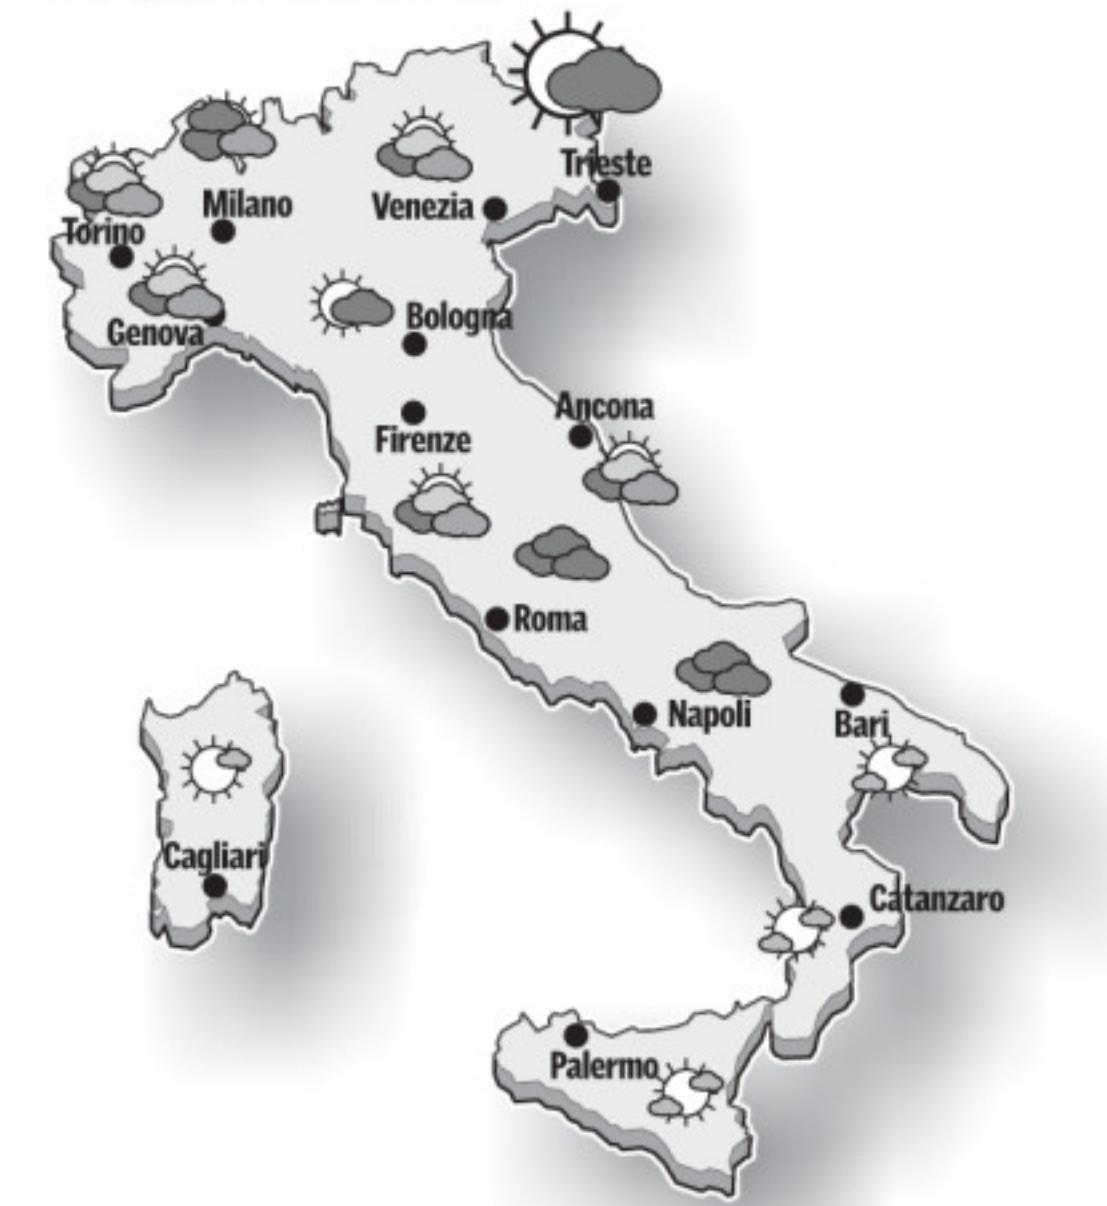 Trieste
Milano
Venezia
Torino
Bologna
Genova
Ancona
Firenze
Roma
Napoli
Bari
Cagliari
Catanzaro
Palermo